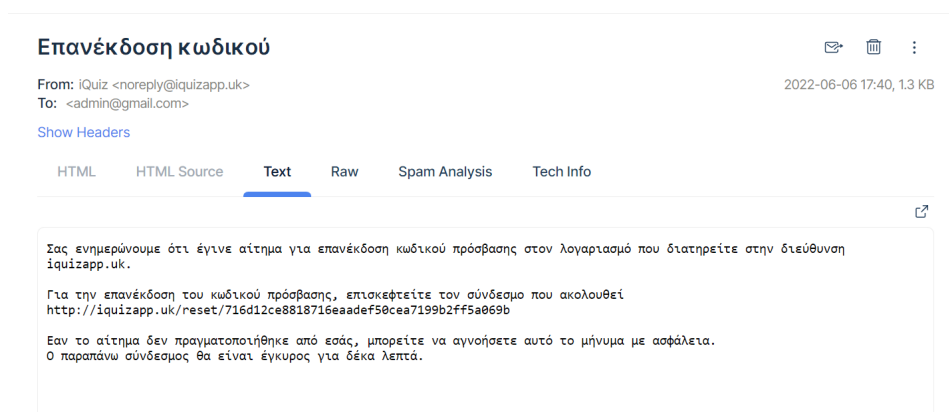 Επανέκδοση κωδικού
From: iQuiz <noreply@iquizapp.uk>
2022-06-06 17:40, 1.3 KB
To: <admin@gmail.com>
Show Headers
HTML HTML Source Text Raw Spam Analysis Tech Info
Σας ενημερώνουμε ότι έγινε αίτημα για επανέκδοση κωδικού πρόσβασης στον λογαριασμό που διατηρείτε στην διεύθυνση
iquizapp.uk.
Για την επανέκδοση του κωδικού πρόσβασης, επισκεφτείτε τον σύνδεσμο που ακολουθεί
http://iquizapp.uk/reset/716d12ce8818716eaadef50cea7199b2ff5a069b
Εαν το αίτημα δεν πραγματοποιήθηκε από εσάς, μπορείτε να αγνοήσετε αυτό το μήνυμα με ασφάλεια.
Ο παραπάνω σύνδεσμος θα είναι έγκυρος για δέκα λεπτά.